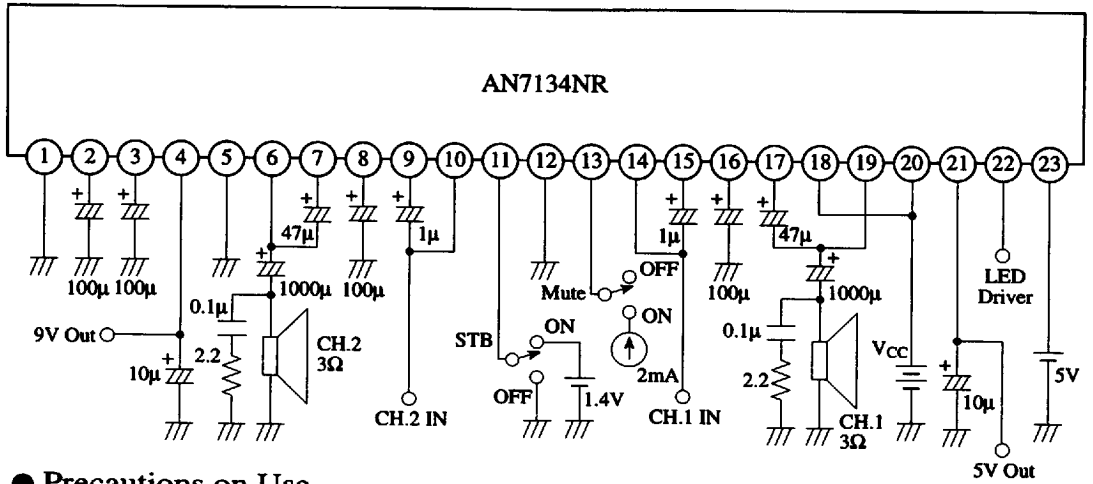 AN7134NR
1 2 3 4 5 6 7 8 9 10 11 12 13 14 15 16 17 18 19 20 21 22 23
+ + + + + + + + + + + + +
47μ 1μ 1μ 47μ
100μ 100μ 1000μ 100μ 100μ 1000μ
Mute OFF ON
LED
Driver
0.1μ 0.1μ
9V Out
STB ON
2mA
VCC
10μ 2.2 CH.2
3Ω
OFF 1.4V
2.2 CH.1
3Ω
10μ 5V
CH.2 IN CH.1 IN
5V Out
● Precautions on Use